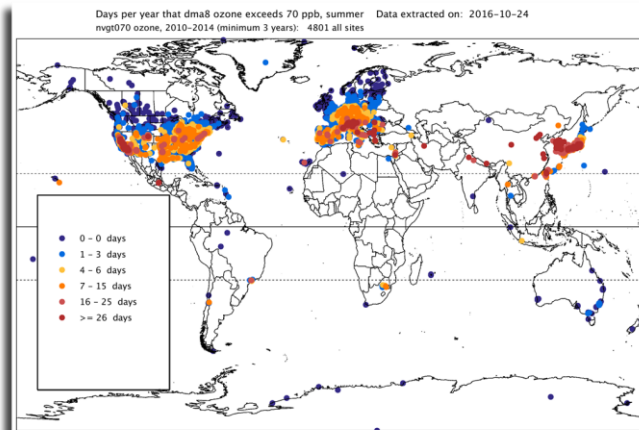 Days per year that dma8 ozone exceeds 70 ppb, summer Data extracted on: 2016-10-24
nvgt070 ozone, 2010-2014 (minimum 3 years): 4801 all sites
0 - 0 days
1 - 3 days
4 - 6 days
7 - 15 days
16 - 25 days
>= 26 days